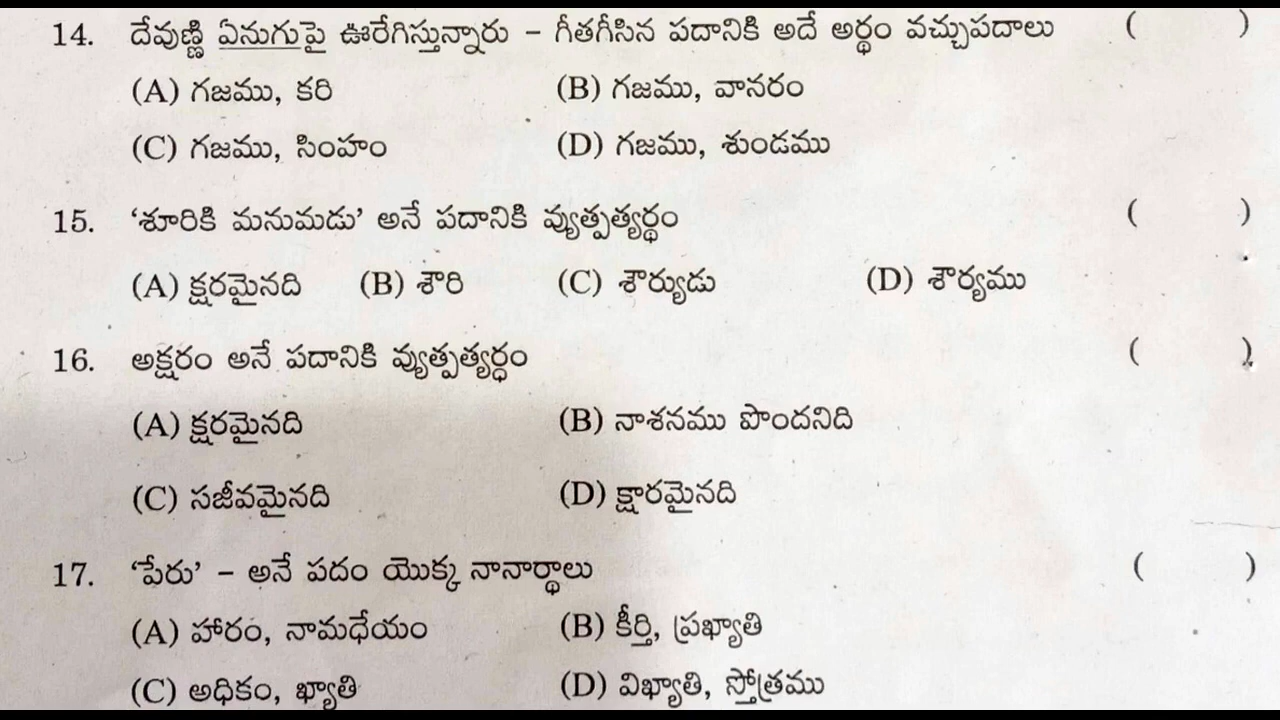 14. దేవుణ్ణి ఏనుగుపై ఊరేగిస్తున్నారు – గీతగీసిన పదానికి అదే అర్థం వచ్చుపదాలు ( )
(A) గజము, కరి (B) గజము, వానరం
(C) గజము, సింహం (D) గజము, శుండము
15. ‘శూరికి మనుమడు’ అనే పదానికి వ్యుత్పత్యర్థం ( )
(A) క్షరమైనది (B) శౌరి (C) శౌర్యుడు (D) శౌర్యము
16. అక్షరం అనే పదానికి వ్యుత్పత్యర్ధం ( )
(A) క్షరమైనది (B) నాశనము పొందనిది
(C) సజీవమైనది (D) క్షారమైనది
17. ‘పేరు’ – అనే పదం యొక్క నానార్థాలు ( )
(A) హారం, నామధేయం (B) కీర్తి, ప్రఖ్యాతి
(C) అధికం, ఖ్యాతి (D) విఖ్యాతి, స్తోత్రము